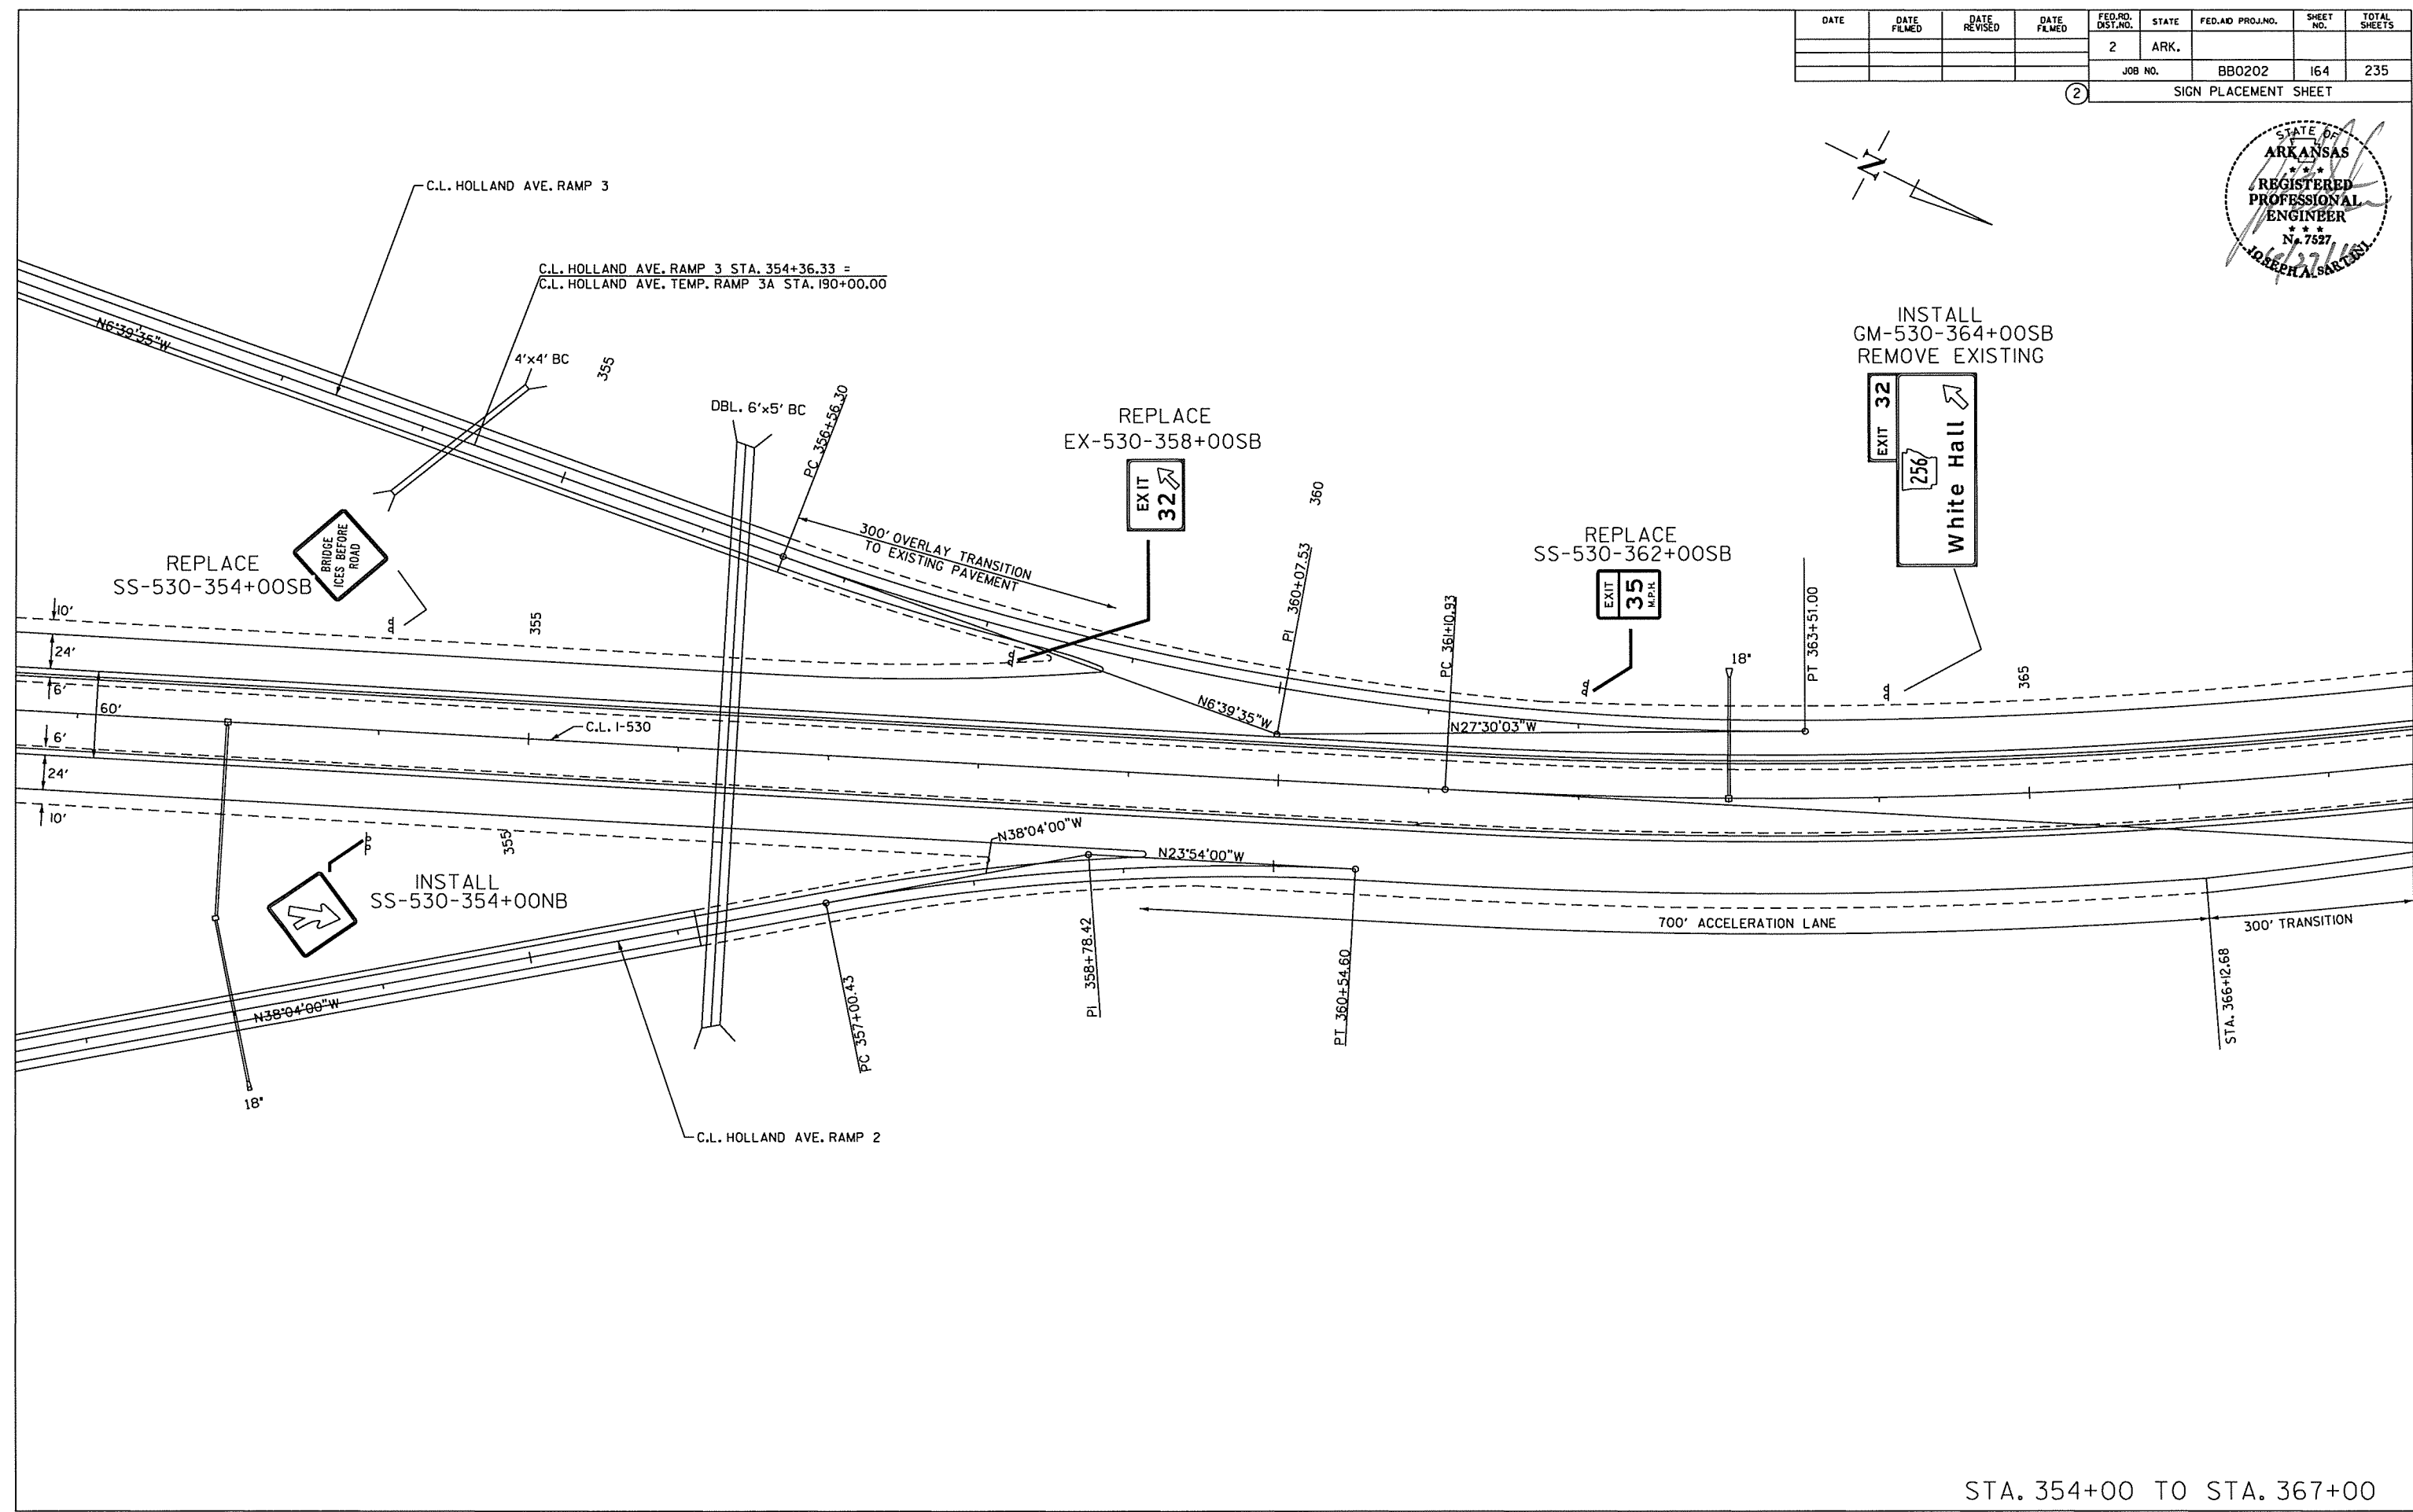 DATE
DATE FILMED
DATE REVISED
DATE FILMED
FED.RD. DIST.NO.
STATE
FED.AID PROJ.NO.
SHEET NO.
TOTAL SHEETS
2
ARK.
JOB NO.
BB0202
164
235
2
SIGN PLACEMENT SHEET
STATE OF
ARKANSAS
★ ★ ★
REGISTERED
PROFESSIONAL
ENGINEER
★ ★ ★
No. 7527
JOSEPH A. SARTINI
C.L. HOLLAND AVE. RAMP 3
C.L. HOLLAND AVE. RAMP 3 STA. 354+36.33 =
C.L. HOLLAND AVE. TEMP. RAMP 3A STA. 190+00.00
N6°39'35"W
4'x4' BC
355
DBL. 6'x5' BC
PC 356+56.30
300' OVERLAY TRANSITION
TO EXISTING PAVEMENT
REPLACE
EX-530-358+00SB
EXIT
32
360
PI 360+07.53
INSTALL
GM-530-364+00SB
REMOVE EXISTING
EXIT 32
256
White Hall
REPLACE
SS-530-362+00SB
EXIT
35
M.P.H.
REPLACE
SS-530-354+00SB
BRIDGE
ICES BEFORE
ROAD
10'
24'
6'
60'
6'
24'
10'
355
C.L. I-530
N6°39'35"W
PC 361+10.93
N27°30'03"W
18"
PT 363+51.00
365
355
N38°04'00"W
N23°54'00"W
INSTALL
SS-530-354+00NB
700' ACCELERATION LANE
300' TRANSITION
N38°04'00"W
18"
PC 357+00.43
PI 358+78.42
PT 360+54.60
STA. 366+12.68
C.L. HOLLAND AVE. RAMP 2
STA. 354+00 TO STA. 367+00